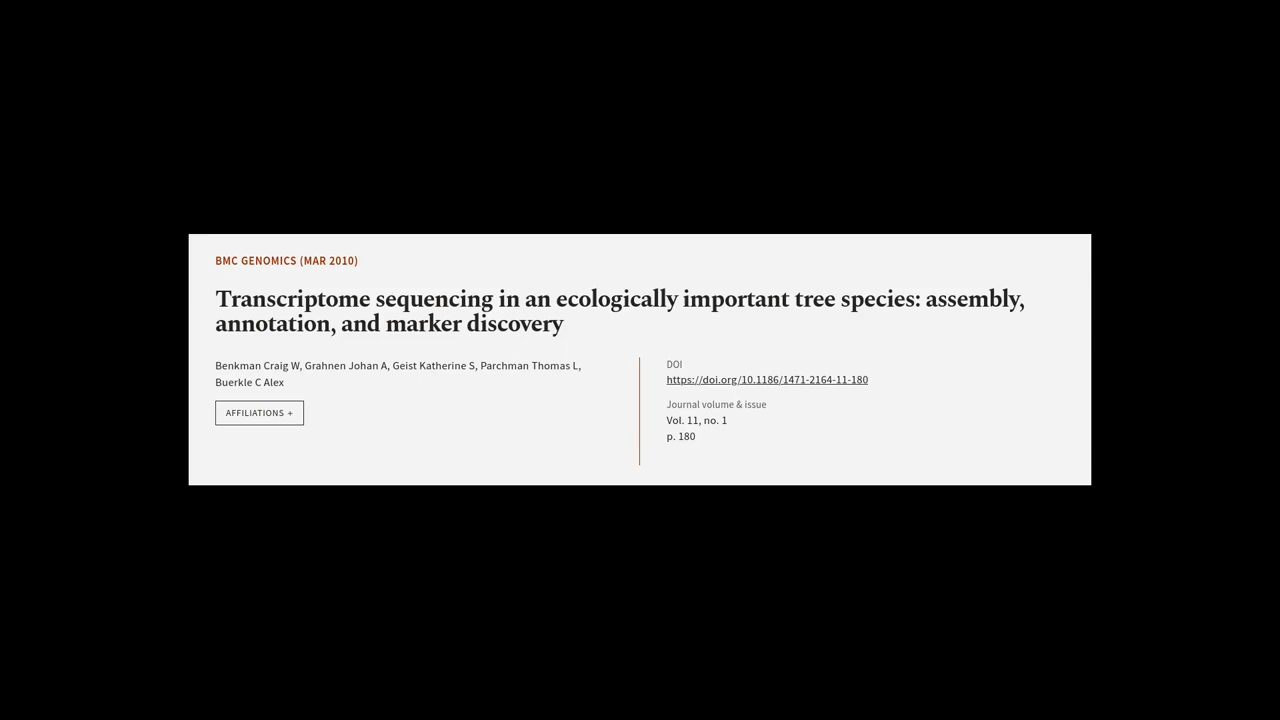 BMC GENOMICS (MAR 2010)
Transcriptome sequencing in an ecologically important tree species: assembly,
annotation, and marker discovery
Benkman Craig W, Grahnen Johan A, Geist Katherine S, Parchman Thomas L,
Buerkle C Alex
AFFILIATIONS +
DOI
https://doi.org/10.1186/1471-2164-11-180
Journal volume & issue
Vol. 11, no. 1
p. 180